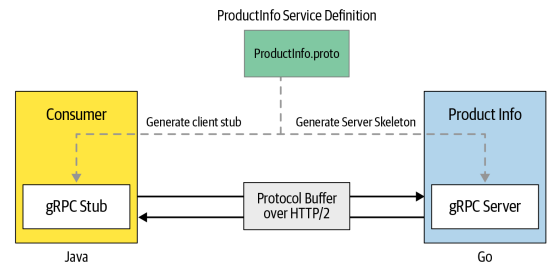 ProductInfo Service Definition
ProductInfo.proto
Consumer
Generate client stub
Generate Server Skeleton
Product Info
gRPC Stub
Protocol Buffer
over HTTP/2
gRPC Server
Java
Go